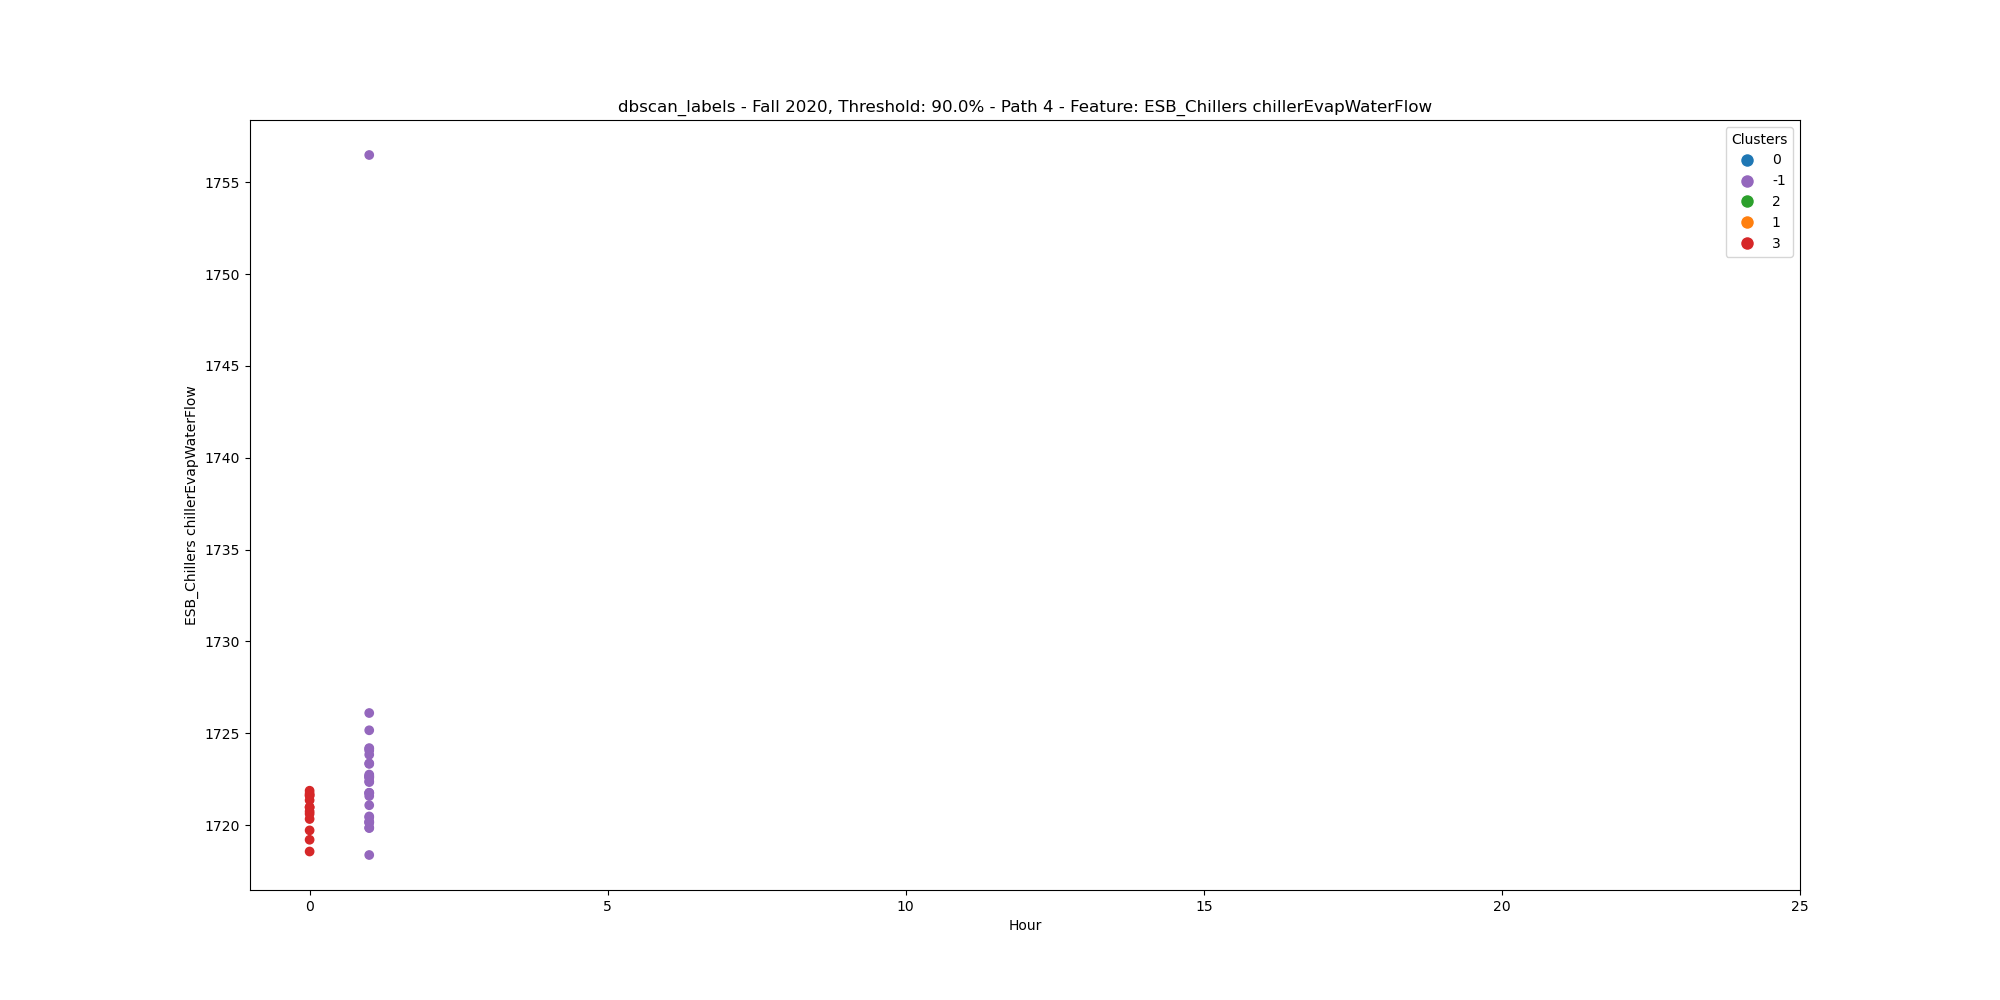 dbscan_labels - Fall 2020, Threshold: 90.0% - Path 4 - Feature: ESB_Chillers chillerEvapWaterFlow
Clusters
0
-1
2
1
3
1755
1750
1745
1740
1735
1730
1725
1720
ESB_Chillers chillerEvapWaterFlow
0 5 10 15 20 25
Hour